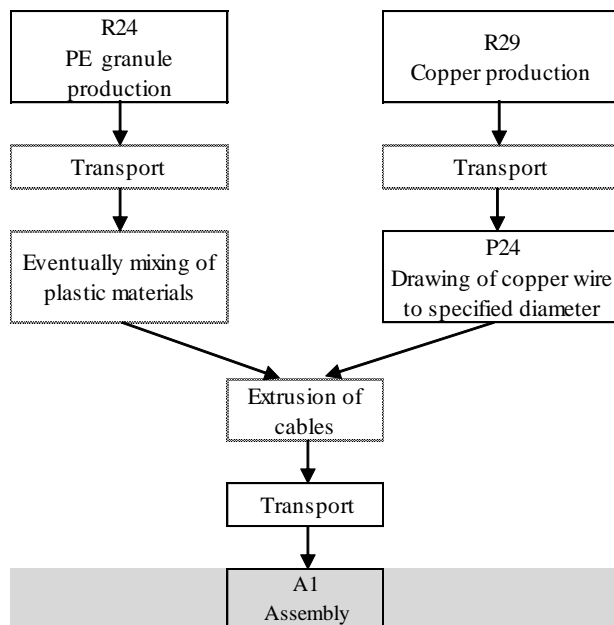 R24
PE granule
production
R29
Copper production
Transport
Transport
Eventually mixing of
plastic materials
P24
Drawing of copper wire
to specified diameter
Extrusion of
cables
Transport
A1
Assembly